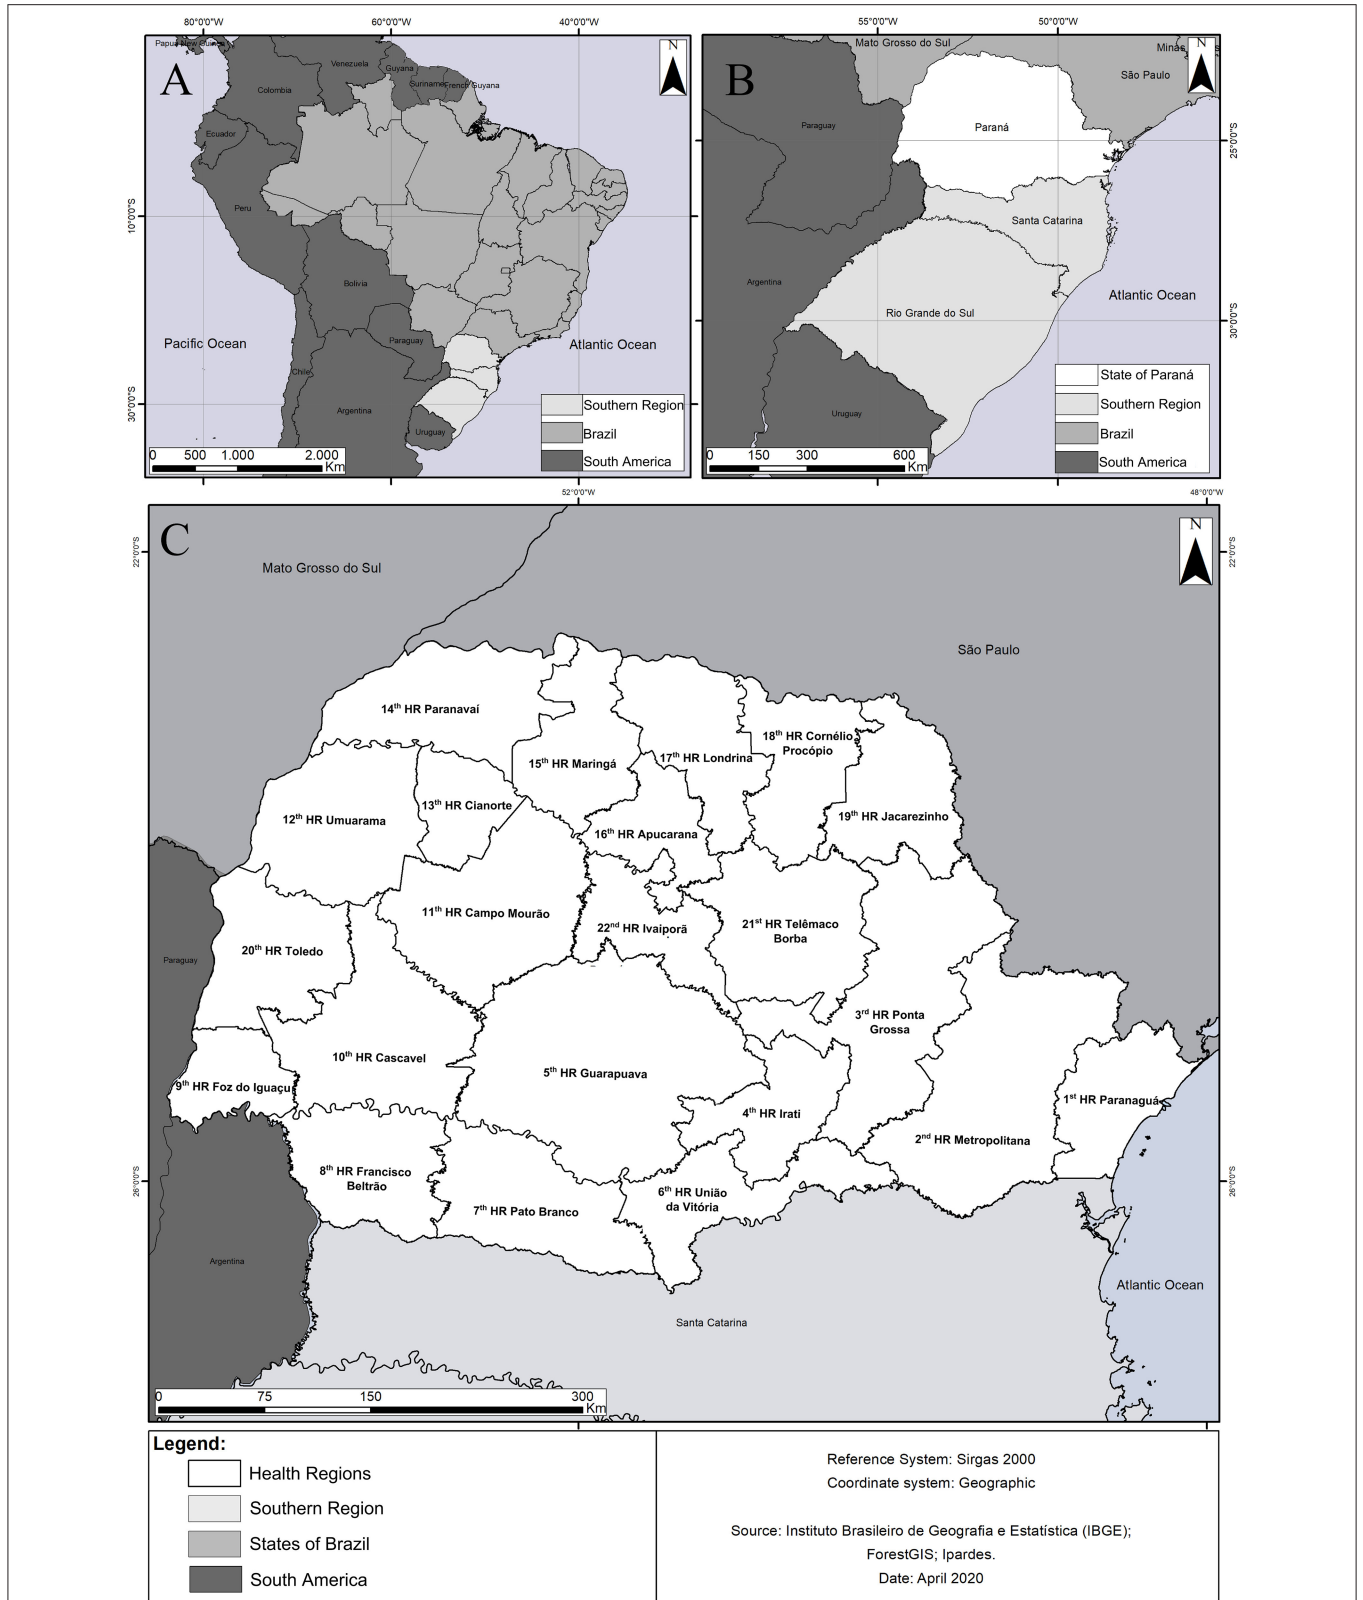 80°0'0"W
60°0'0"W
40°0'0"W
A
N
Venezuela
Guyana
Suriname
French Guyana
Colombia
Ecuador
Peru
Bolivia
Paraguay
Chile
Argentina
Uruguay
Pacific Ocean
Atlantic Ocean
10°0'0"S
30°0'0"S
Southern Region
Brazil
South America
0 500 1.000 2.000
Km
55°0'0"W
50°0'0"W
B
N
Mato Grosso do Sul
São Paulo
Paraguay
Paraná
Santa Catarina
Argentina
Rio Grande do Sul
Atlantic Ocean
Uruguay
25°0'0"S
30°0'0"S
State of Paraná
Southern Region
Brazil
South America
0 150 300 600
Km
52°0'0"W
48°0'0"W
C
N
22°0'0"S
22°0'0"S
Mato Grosso do Sul
São Paulo
14th HR Paranavaí
15th HR Maringá
17th HR Londrina
18th HR Cornélio
Procópio
13th HR Cianorte
12th HR Umuarama
16th HR Apucarana
19th HR Jacarezinho
11th HR Campo Mourão
22nd HR Ivaiporã
21st HR Telêmaco
Borba
20th HR Toledo
Paraguay
3rd HR Ponta
Grossa
10th HR Cascavel
5th HR Guarapuava
9th HR Foz do Iguaçu
4th HR Irati
1st HR Paranaguá
2nd HR Metropolitana
8th HR Francisco
Beltrão
6th HR União
da Vitória
7th HR Pato Branco
26°0'0"S
26°0'0"S
Argentina
Atlantic Ocean
Santa Catarina
0 75 150 300
Km
Legend:
Health Regions
Southern Region
States of Brazil
South America
Reference System: Sirgas 2000
Coordinate system: Geographic
Source: Instituto Brasileiro de Geografia e Estatística (IBGE);
ForestGIS; Ipardes.
Date: April 2020